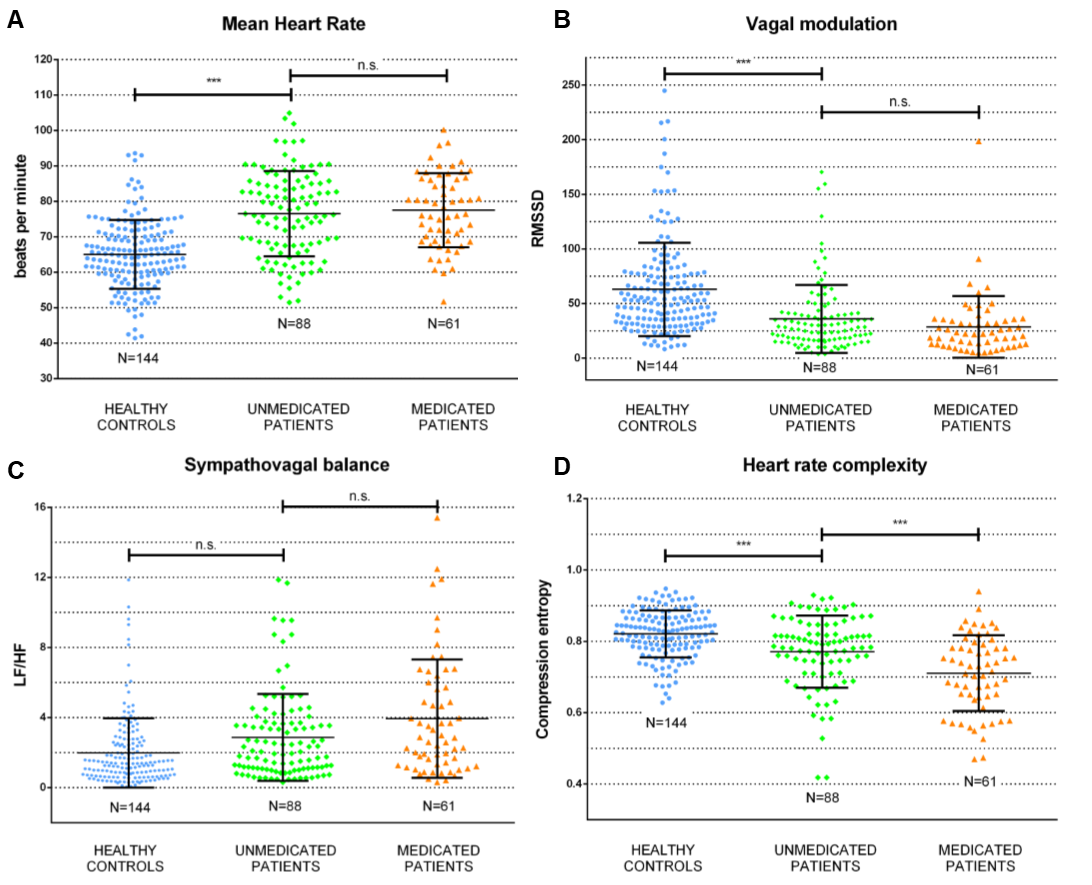 A
Mean Heart Rate
beats per minute
120
110
100
90
80
70
60
50
40
30
***
n.s.
N=144
N=88
N=61
HEALTHY
CONTROLS
UNMEDICATED
PATIENTS
MEDICATED
PATIENTS
B
Vagal modulation
RMSSD
250
200
150
100
50
0
***
n.s.
N=144
N=88
N=61
HEALTHY
CONTROLS
UNMEDICATED
PATIENTS
MEDICATED
PATIENTS
C
Sympathovagal balance
LF/HF
16
12
8
4
0
n.s.
n.s.
N=144
N=88
N=61
HEALTHY
CONTROLS
UNMEDICATED
PATIENTS
MEDICATED
PATIENTS
D
Heart rate complexity
Compression entropy
1.2
1.0
0.8
0.6
0.4
***
***
N=144
N=88
N=61
HEALTHY
CONTROLS
UNMEDICATED
PATIENTS
MEDICATED
PATIENTS